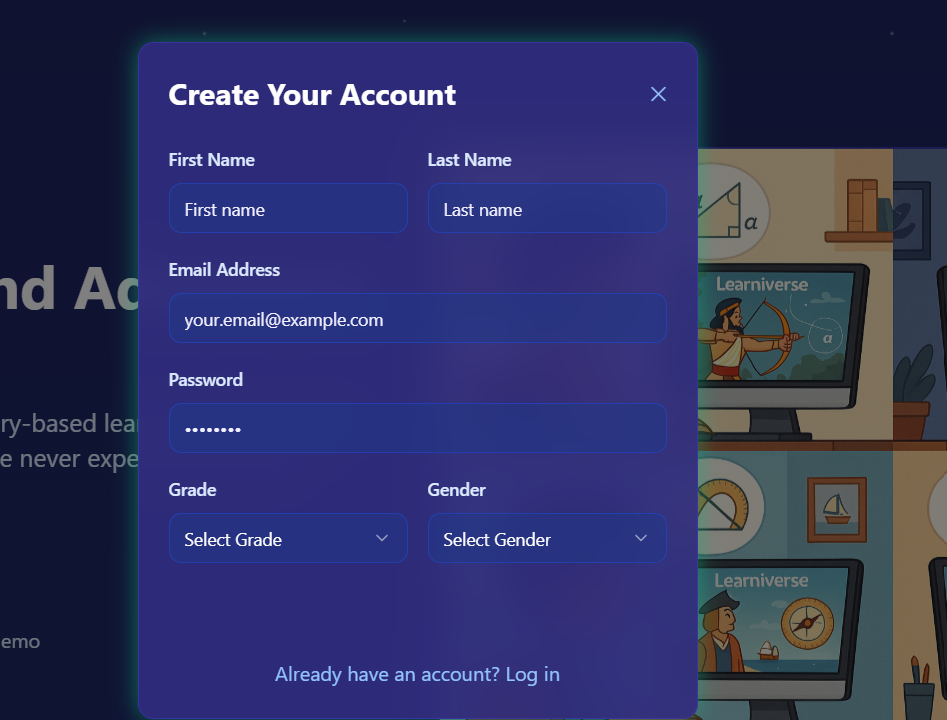 Create Your Account
First Name
Last Name
First name
Last name
Email Address
your.email@example.com
Password
••••••••
Grade
Gender
Select Grade
Select Gender
Already have an account? Log in
nd Ad
ry-based lear
e never expe
emo
α
Learniverse
α
Learniverse